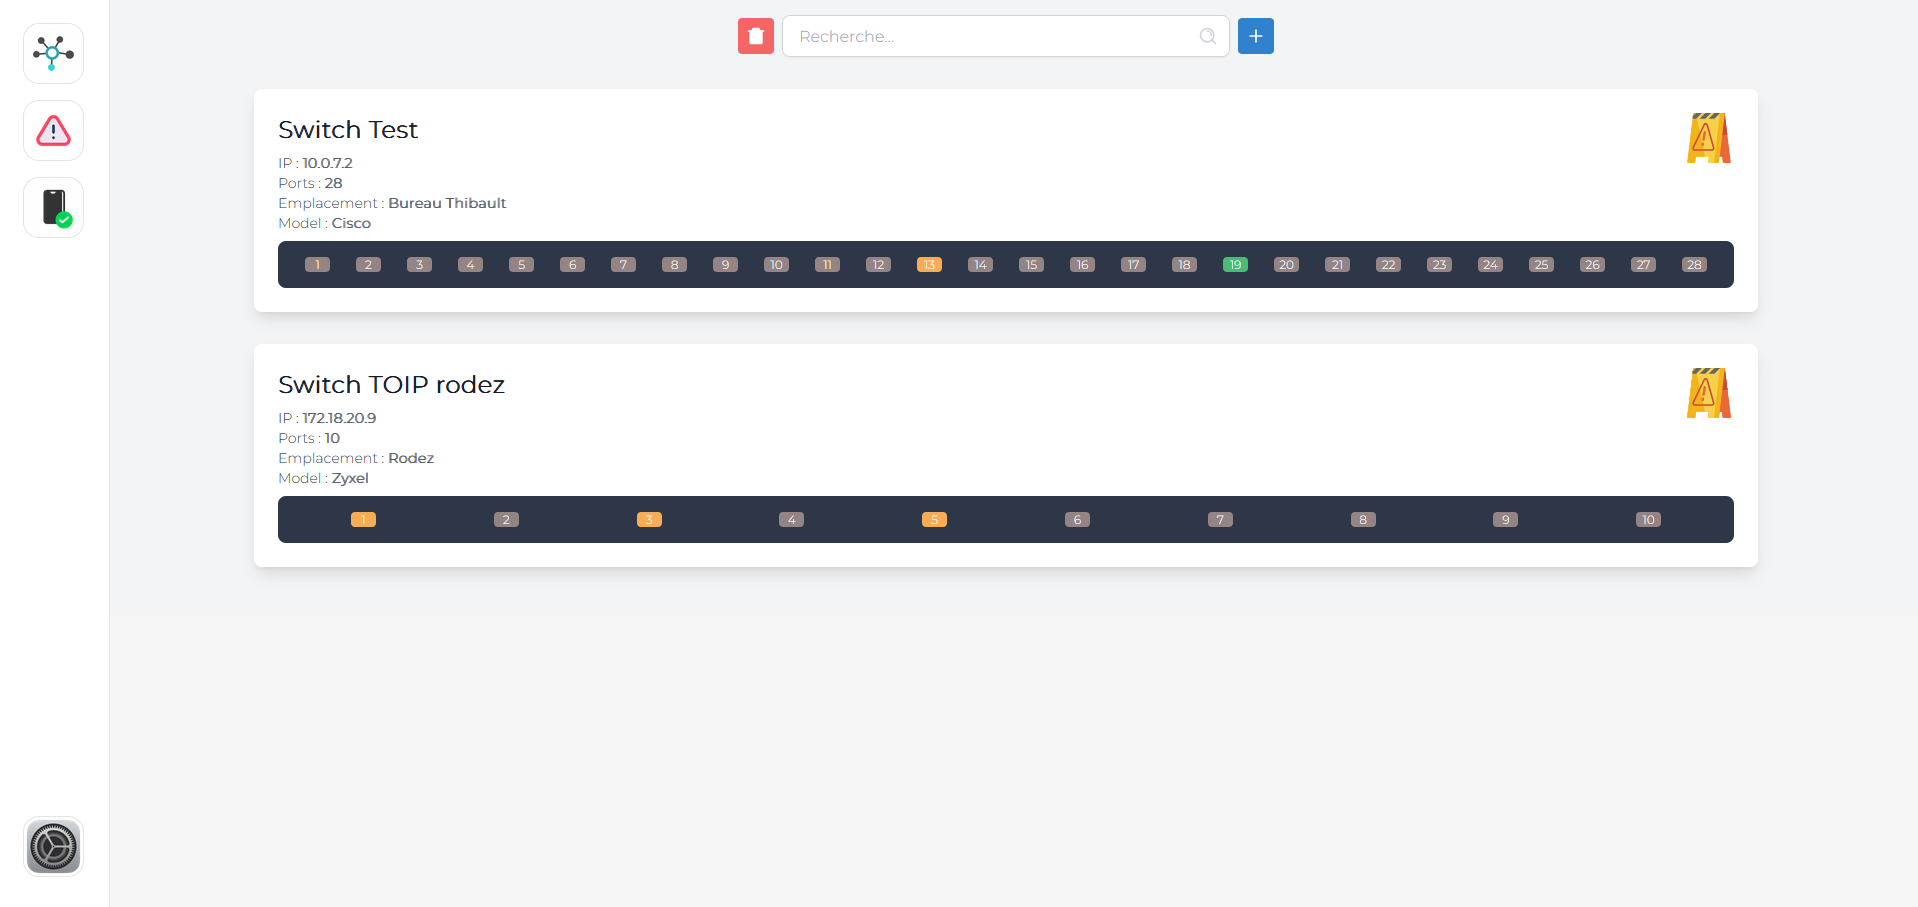 Recherche...
Switch Test
IP : 10.0.7.2
Ports : 28
Emplacement : Bureau Thibault
Model : Cisco
1 2 3 4 5 6 7 8 9 10 11 12 13 14 15 16 17 18 19 20 21 22 23 24 25 26 27 28
Switch TOIP rodez
IP : 172.18.20.9
Ports : 10
Emplacement : Rodez
Model : Zyxel
1 2 3 4 5 6 7 8 9 10